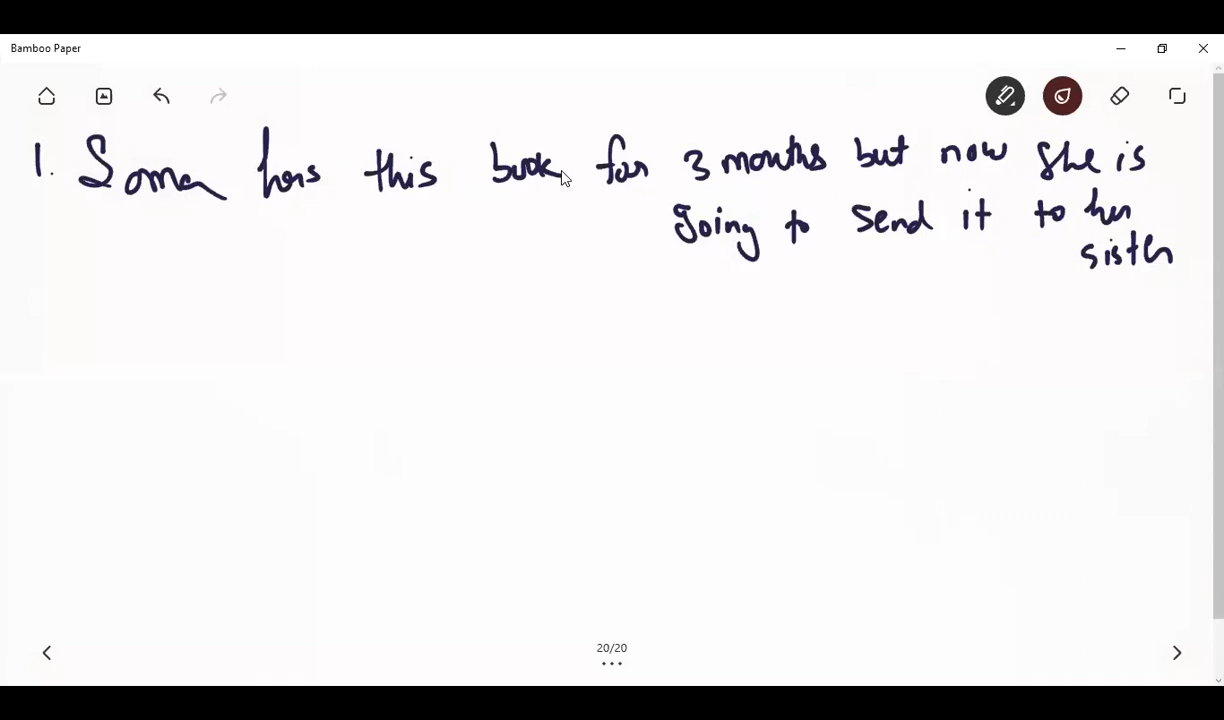 Bamboo Paper
1. Soma has this book for 3 months but now she is
going to send it to her
sister
20/20